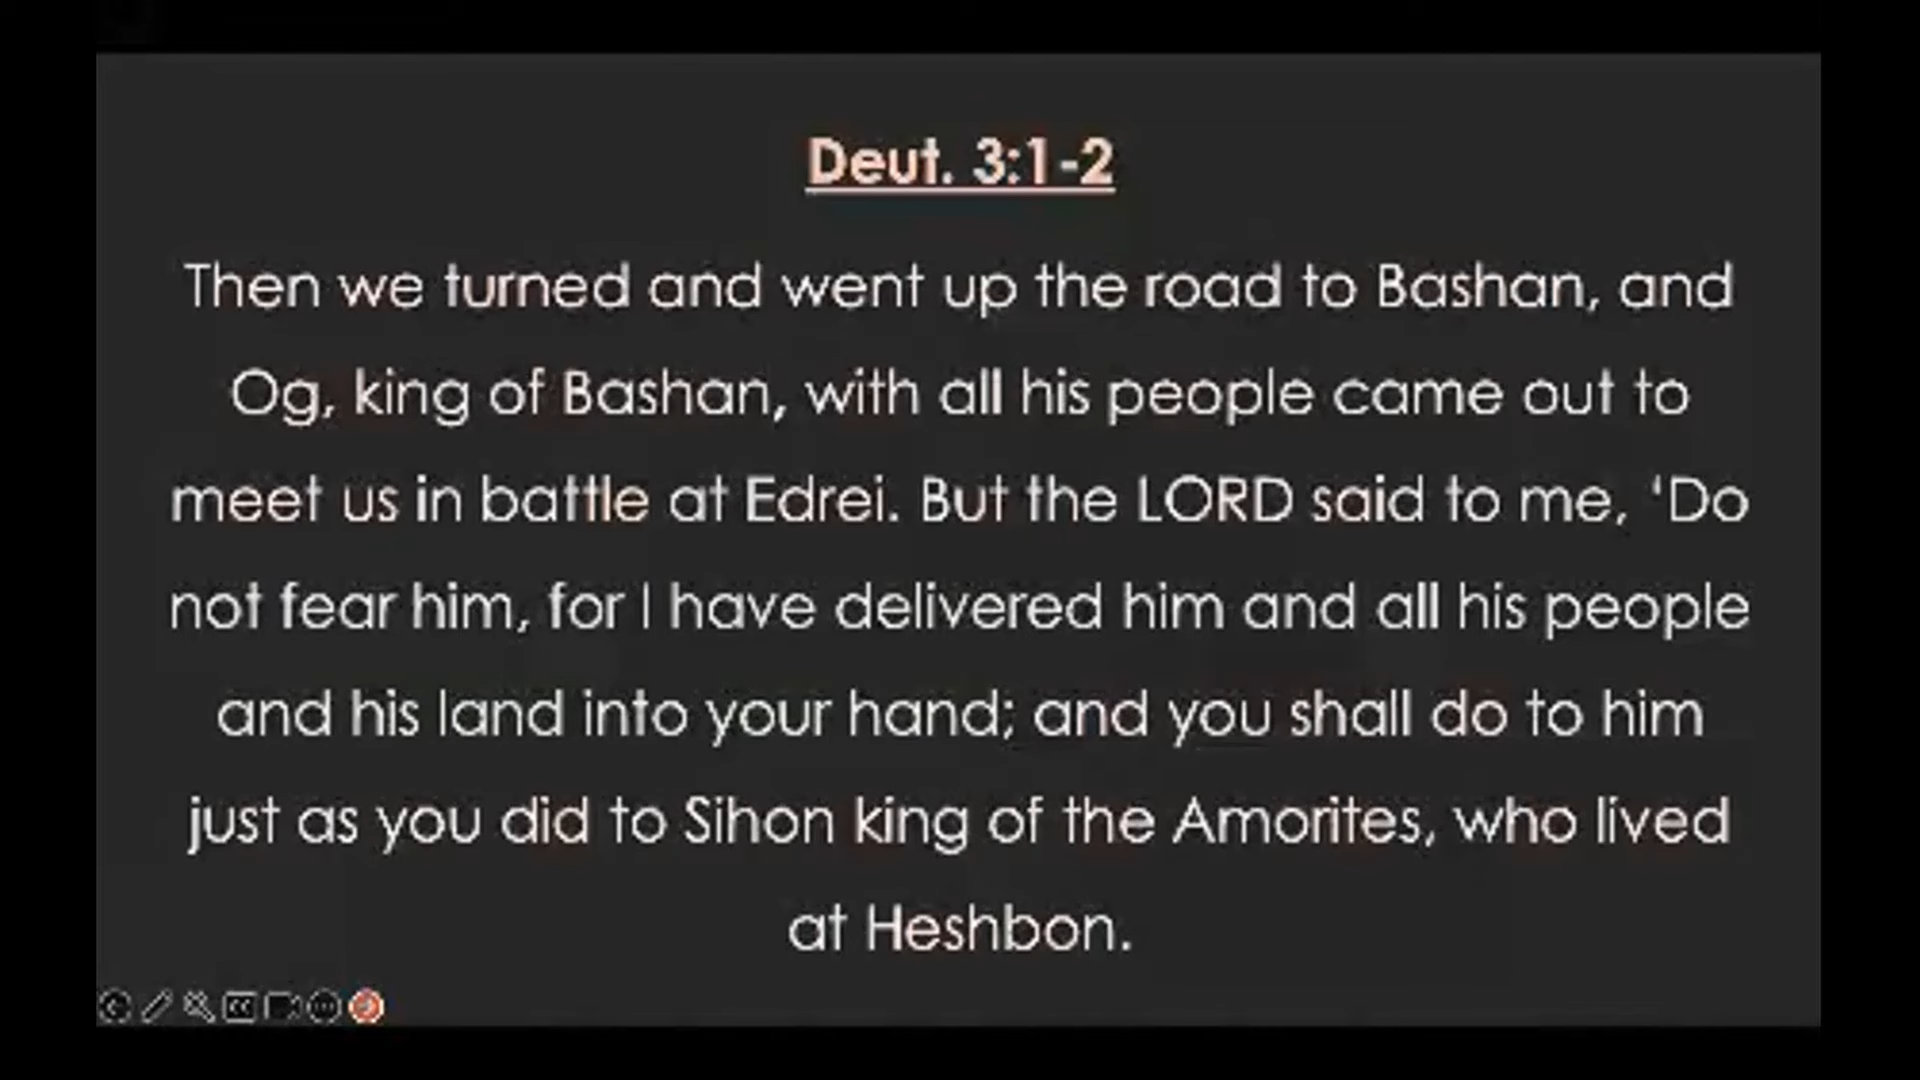 Deut. 3:1-2
Then we turned and went up the road to Bashan, and
Og, king of Bashan, with all his people came out to
meet us in battle at Edrei. But the LORD said to me, ‘Do
not fear him, for I have delivered him and all his people
and his land into your hand; and you shall do to him
just as you did to Sihon king of the Amorites, who lived
at Heshbon.